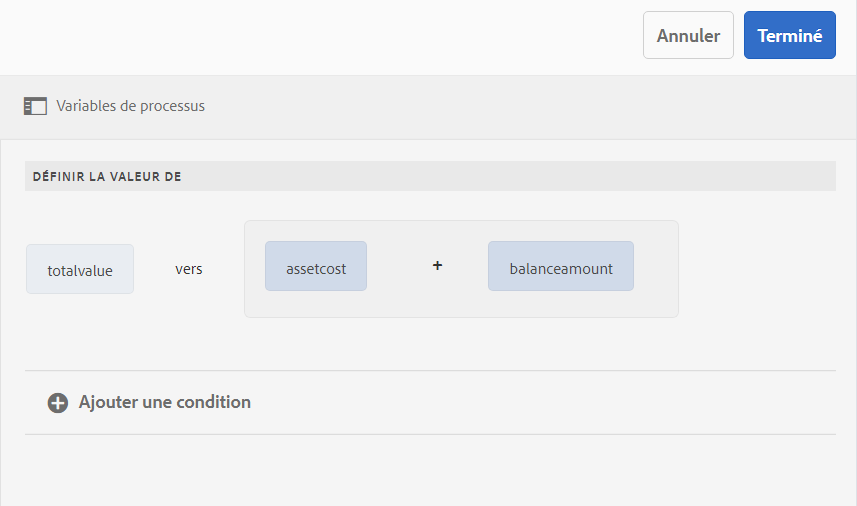 Annuler Terminé
Variables de processus
DÉFINIR LA VALEUR DE
totalvalue vers assetcost + balanceamount
Ajouter une condition